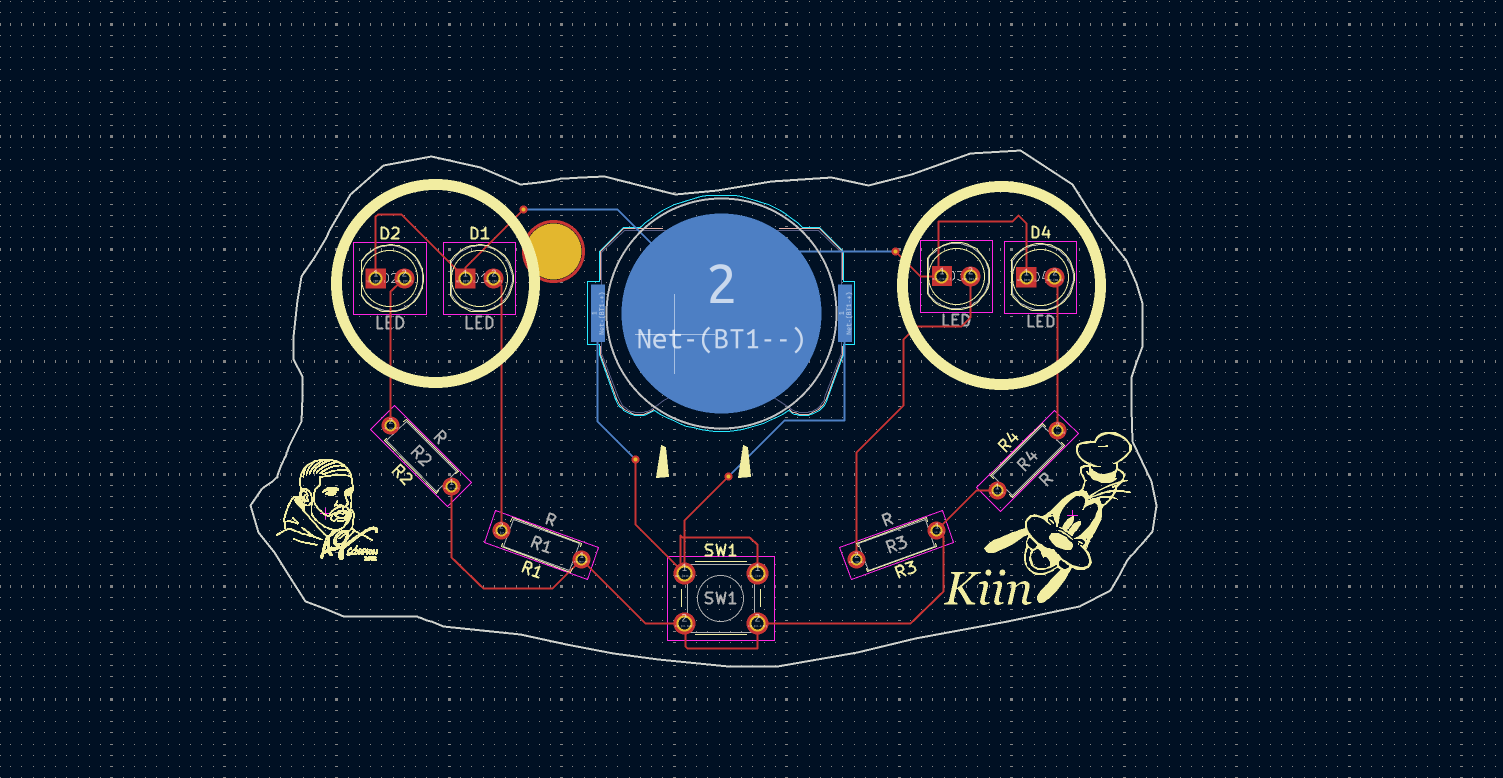 D2
D1
D4
2
Net-(BT1--)
LED
LED
LED
LED
R
R2
R2
R
R1
R1
R
R3
R3
R4
R4
R
SW1
SW1
Kiin